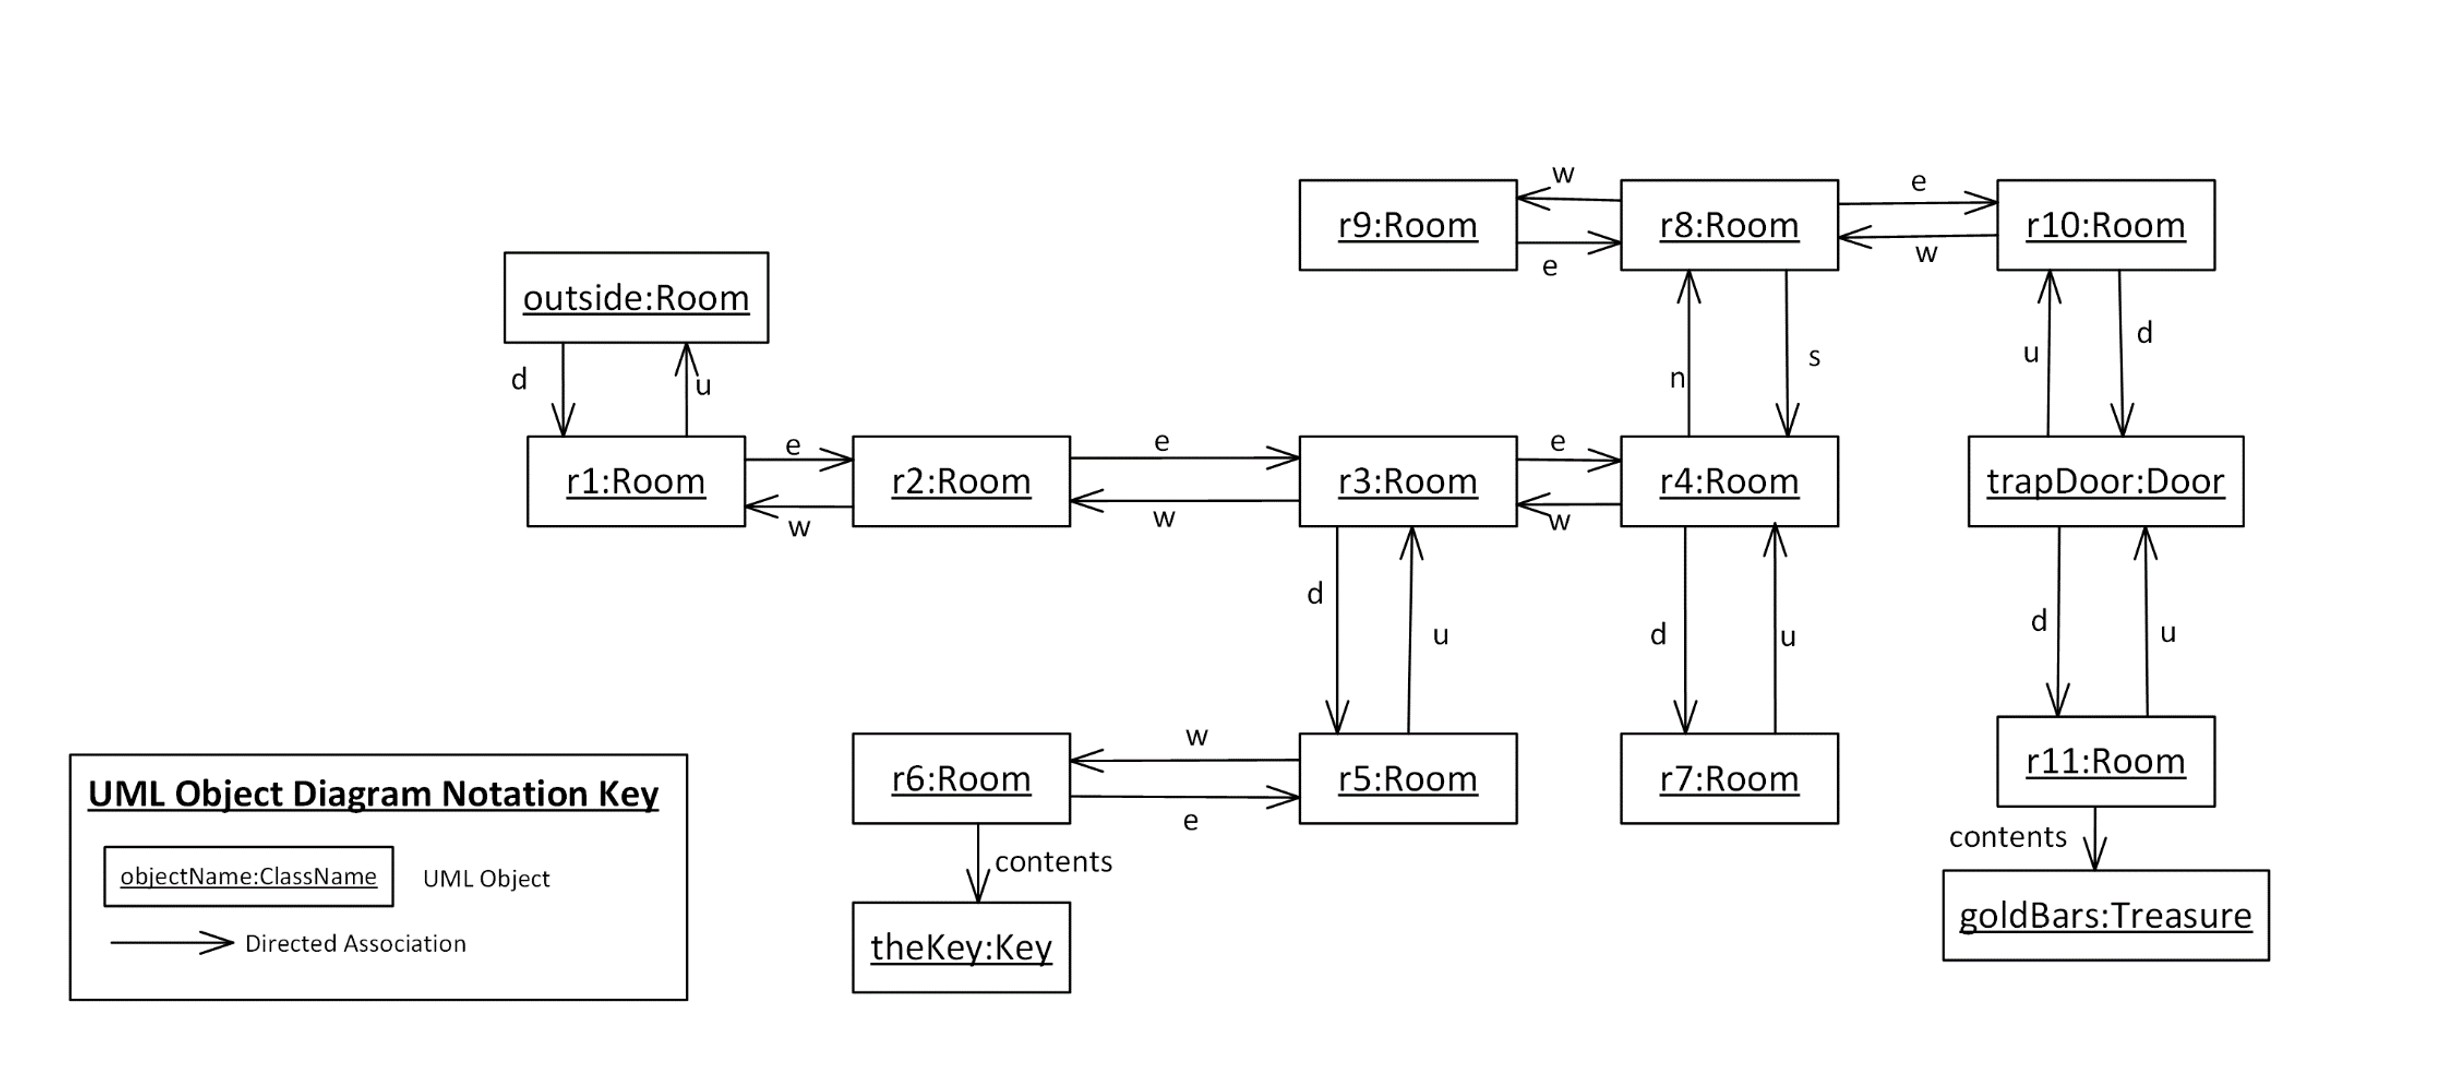 w
e
r9:Room
r8:Room
r10:Room
e
w
outside:Room
d
u
n
s
u
d
r1:Room
e
w
r2:Room
e
w
r3:Room
e
w
r4:Room
trapDoor:Door
d
u
d
u
d
u
r6:Room
w
e
r5:Room
r7:Room
r11:Room
contents
theKey:Key
contents
goldBars:Treasure
UML Object Diagram Notation Key
objectName:ClassName
UML Object
Directed Association